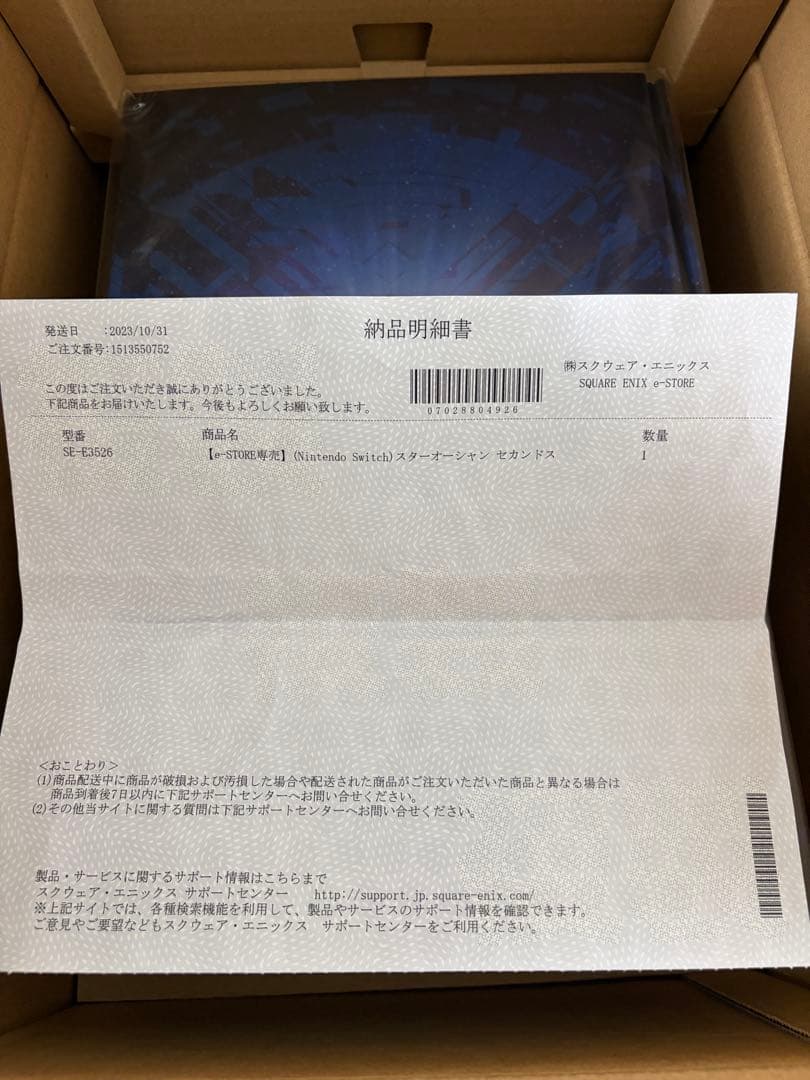 納品明細書
発送日 :2023/10/31
ご注文番号:1513550752
㈱スクウェア・エニックス
SQUARE ENIX e-STORE
この度はご注文いただき誠にありがとうございました。
下記商品をお届けいたします。今後もよろしくお願い致します。
07028804926
型番 商品名 数量
SE-E3526 【e-STORE専売】(Nintendo Switch)スターオーシャン セカンドス 1
＜おことわり＞
(1)商品配送中に商品が破損および汚損した場合や配送された商品がご注文いただいた商品と異なる場合は
商品到着後7日以内に下記サポートセンターへお問い合せください。
(2)その他当サイトに関する質問は下記サポートセンターへお問い合せください。
製品・サービスに関するサポート情報はこちらまで
スクウェア・エニックス サポートセンター http://support.jp.square-enix.com/
※上記サイトでは、各種検索機能を利用して、製品やサービスのサポート情報を確認できます。
ご意見やご要望などもスクウェア・エニックス サポートセンターをご利用ください。